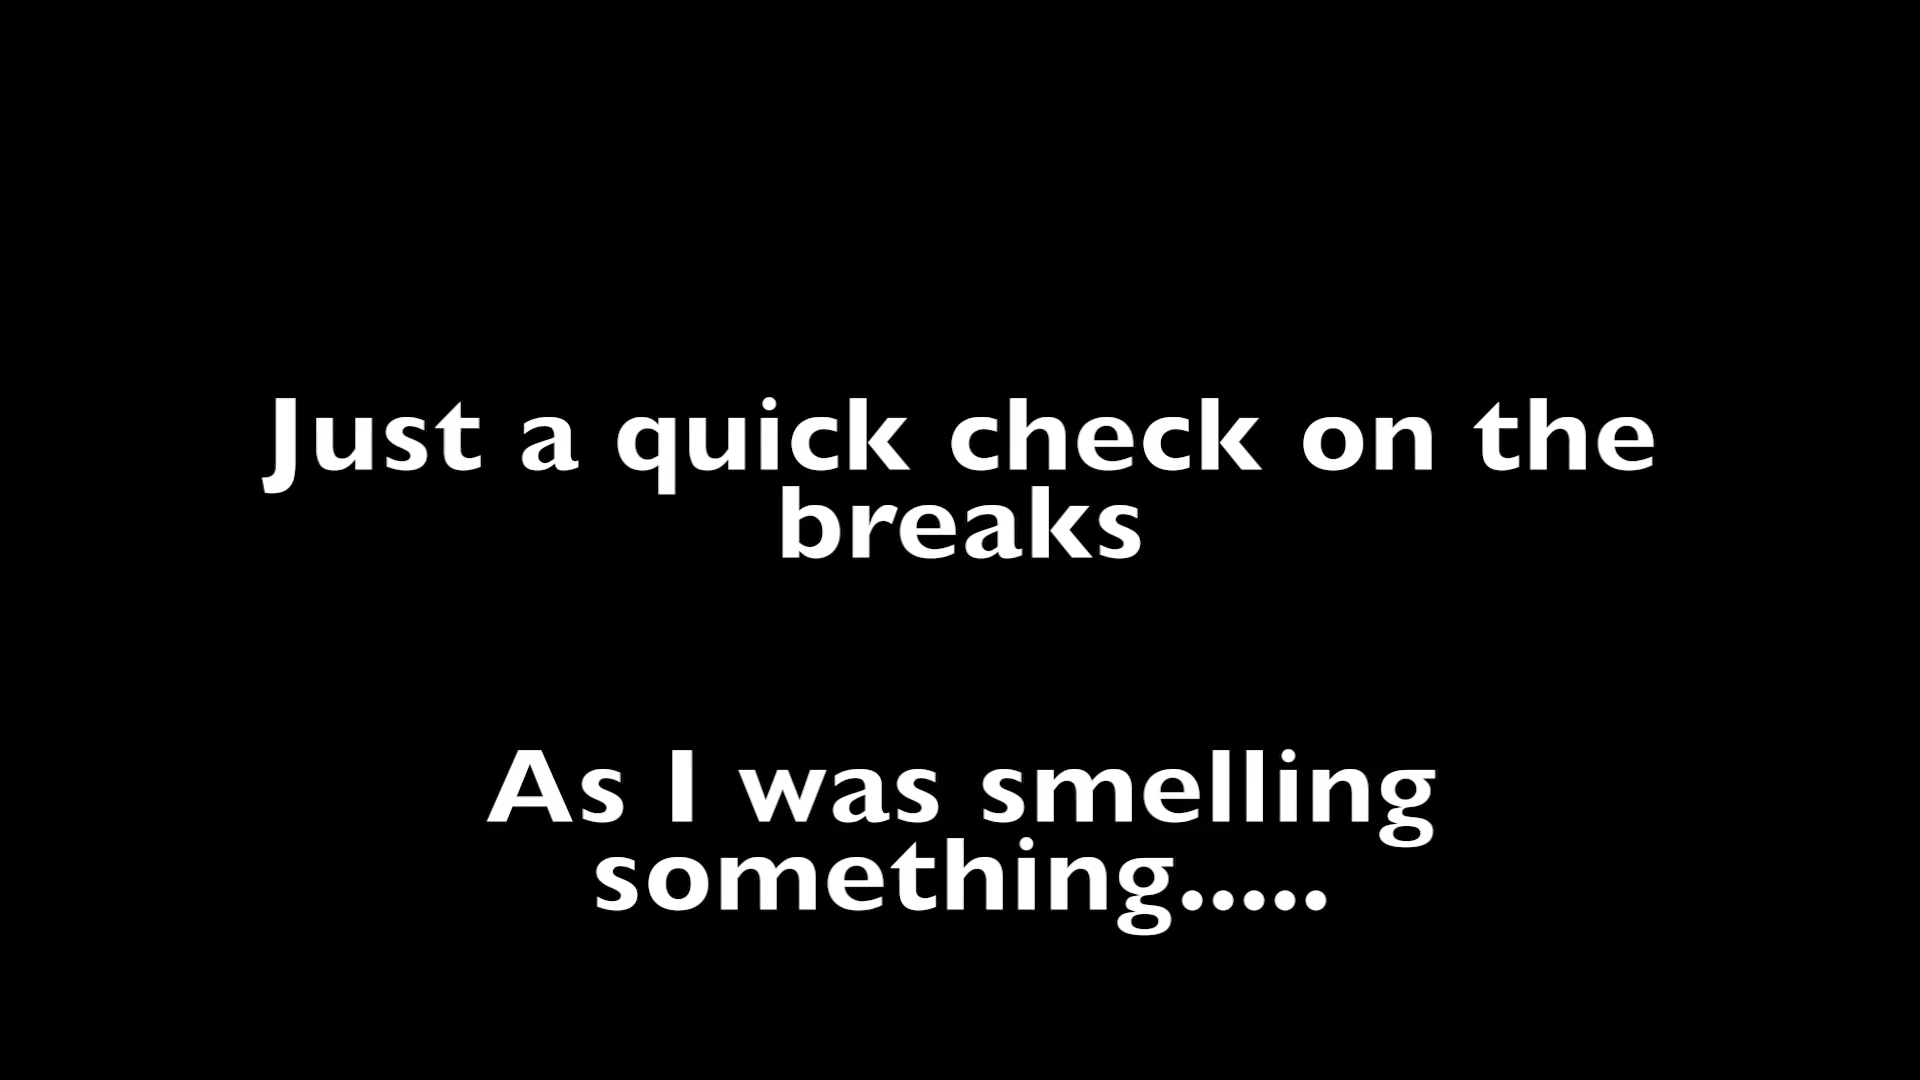 Just a quick check on the
breaks
As I was smelling
something.....